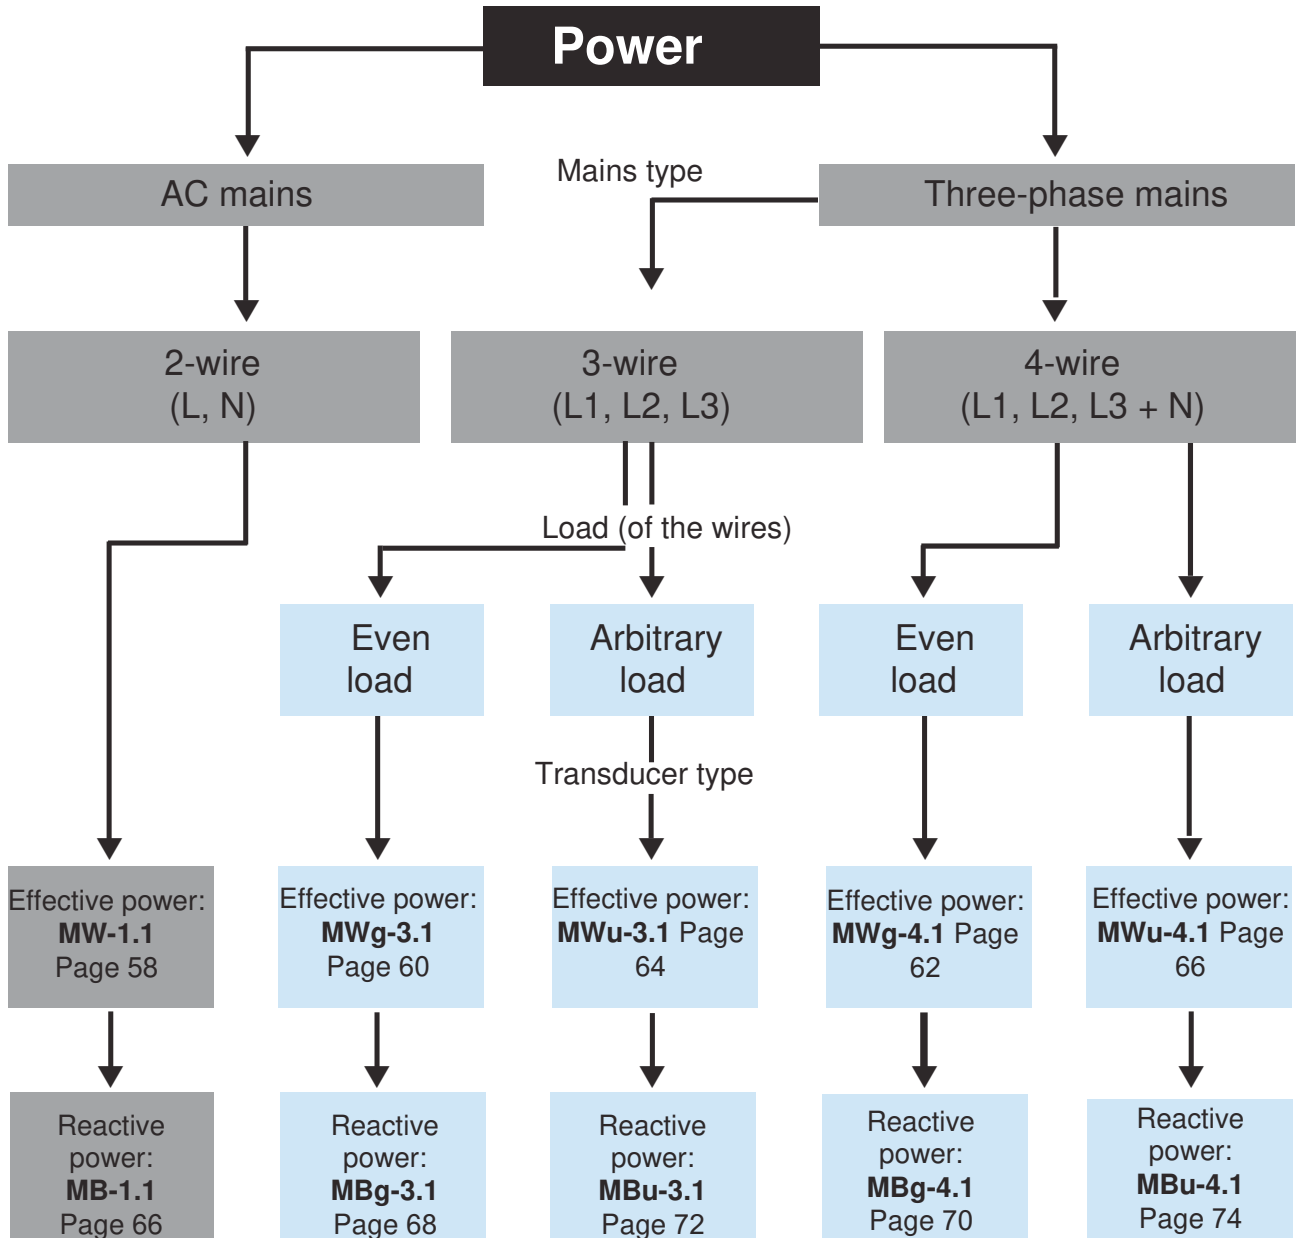 Power
AC mains
Mains type
Three-phase mains
2-wire
(L, N)
3-wire
(L1, L2, L3)
4-wire
(L1, L2, L3 + N)
Load (of the wires)
Even
load
Arbitrary
load
Even
load
Arbitrary
load
Transducer type
Effective power:
MW-1.1
Page 58
Effective power:
MWg-3.1
Page 60
Effective power:
MWu-3.1 Page
64
Effective power:
MWg-4.1 Page
62
Effective power:
MWu-4.1 Page
66
Reactive
power:
MB-1.1
Page 66
Reactive
power:
MBg-3.1
Page 68
Reactive
power:
MBu-3.1
Page 72
Reactive
power:
MBg-4.1
Page 70
Reactive
power:
MBu-4.1
Page 74